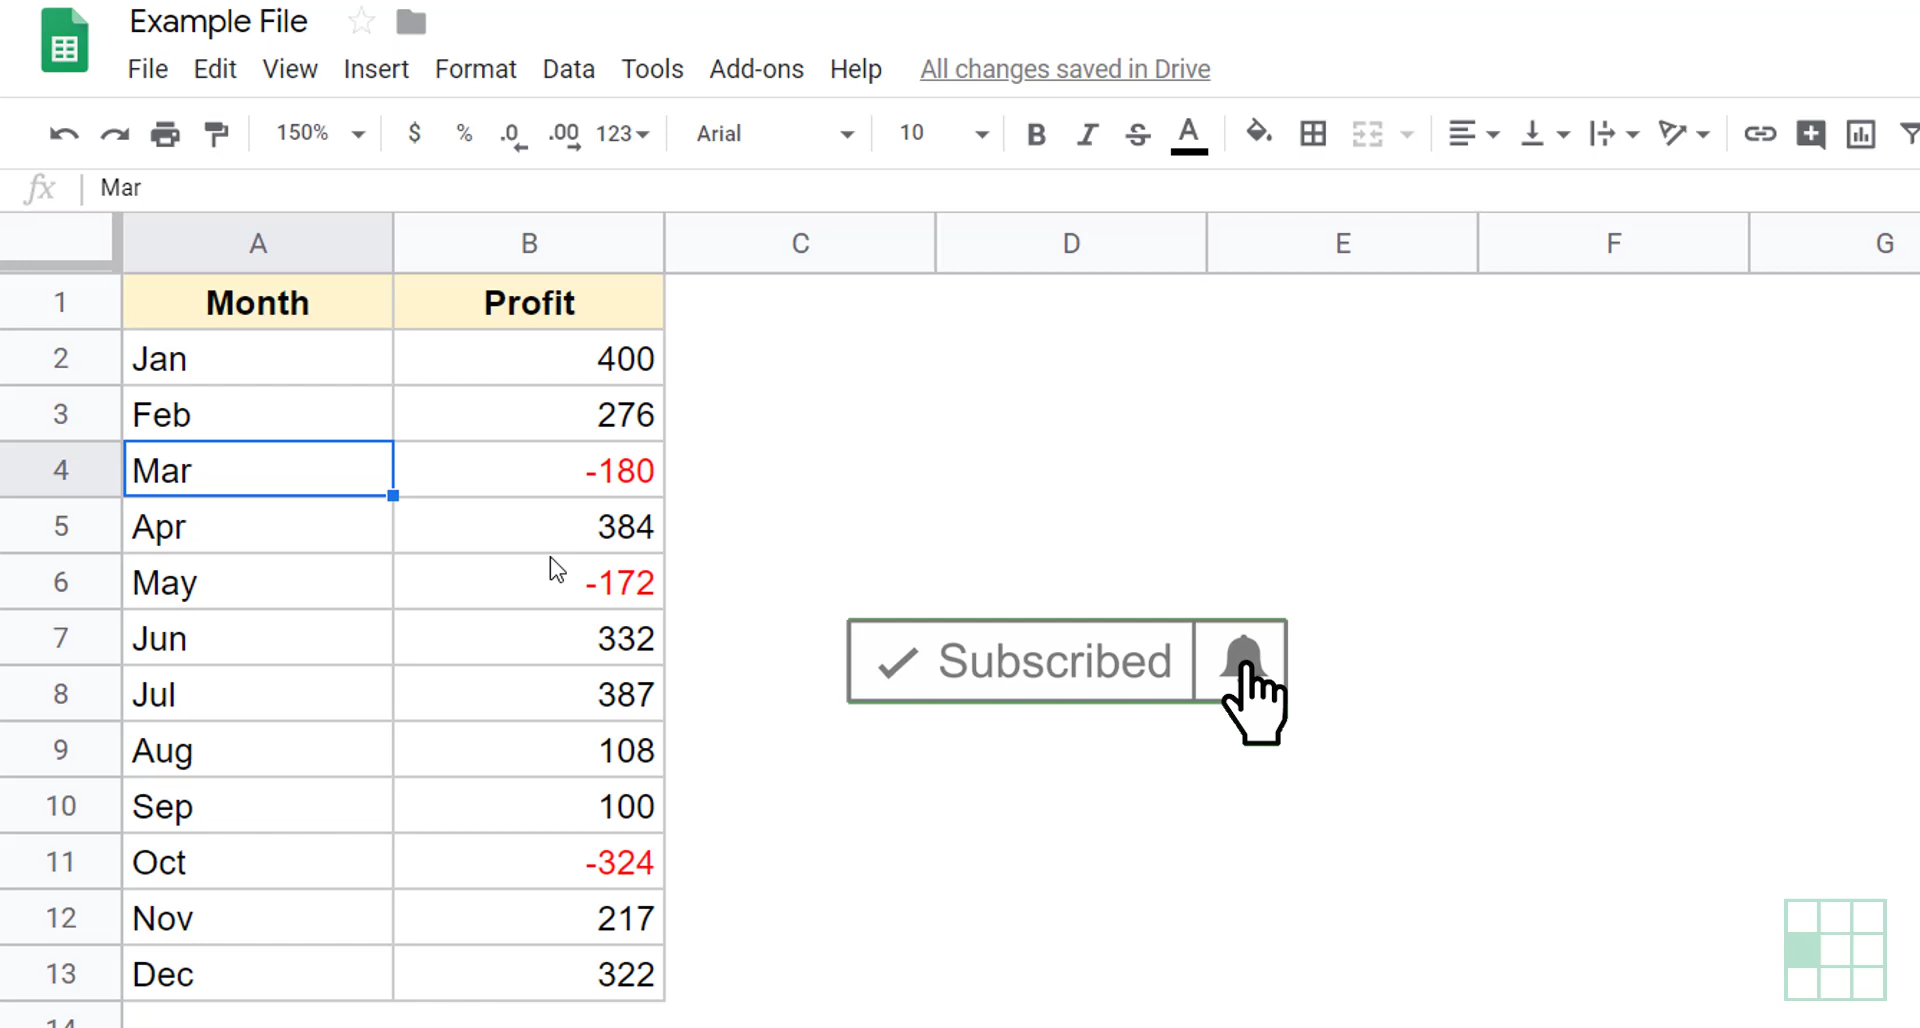 Example File
File Edit View Insert Format Data Tools Add-ons Help All changes saved in Drive
150% $ % .0 .00 123 Arial 10 B I S A
fx Mar
A B C D E F G
1 Month Profit
2 Jan 400
3 Feb 276
4 Mar -180
5 Apr 384
6 May -172
7 Jun 332
Subscribed
8 Jul 387
9 Aug 108
10 Sep 100
11 Oct -324
12 Nov 217
13 Dec 322
14